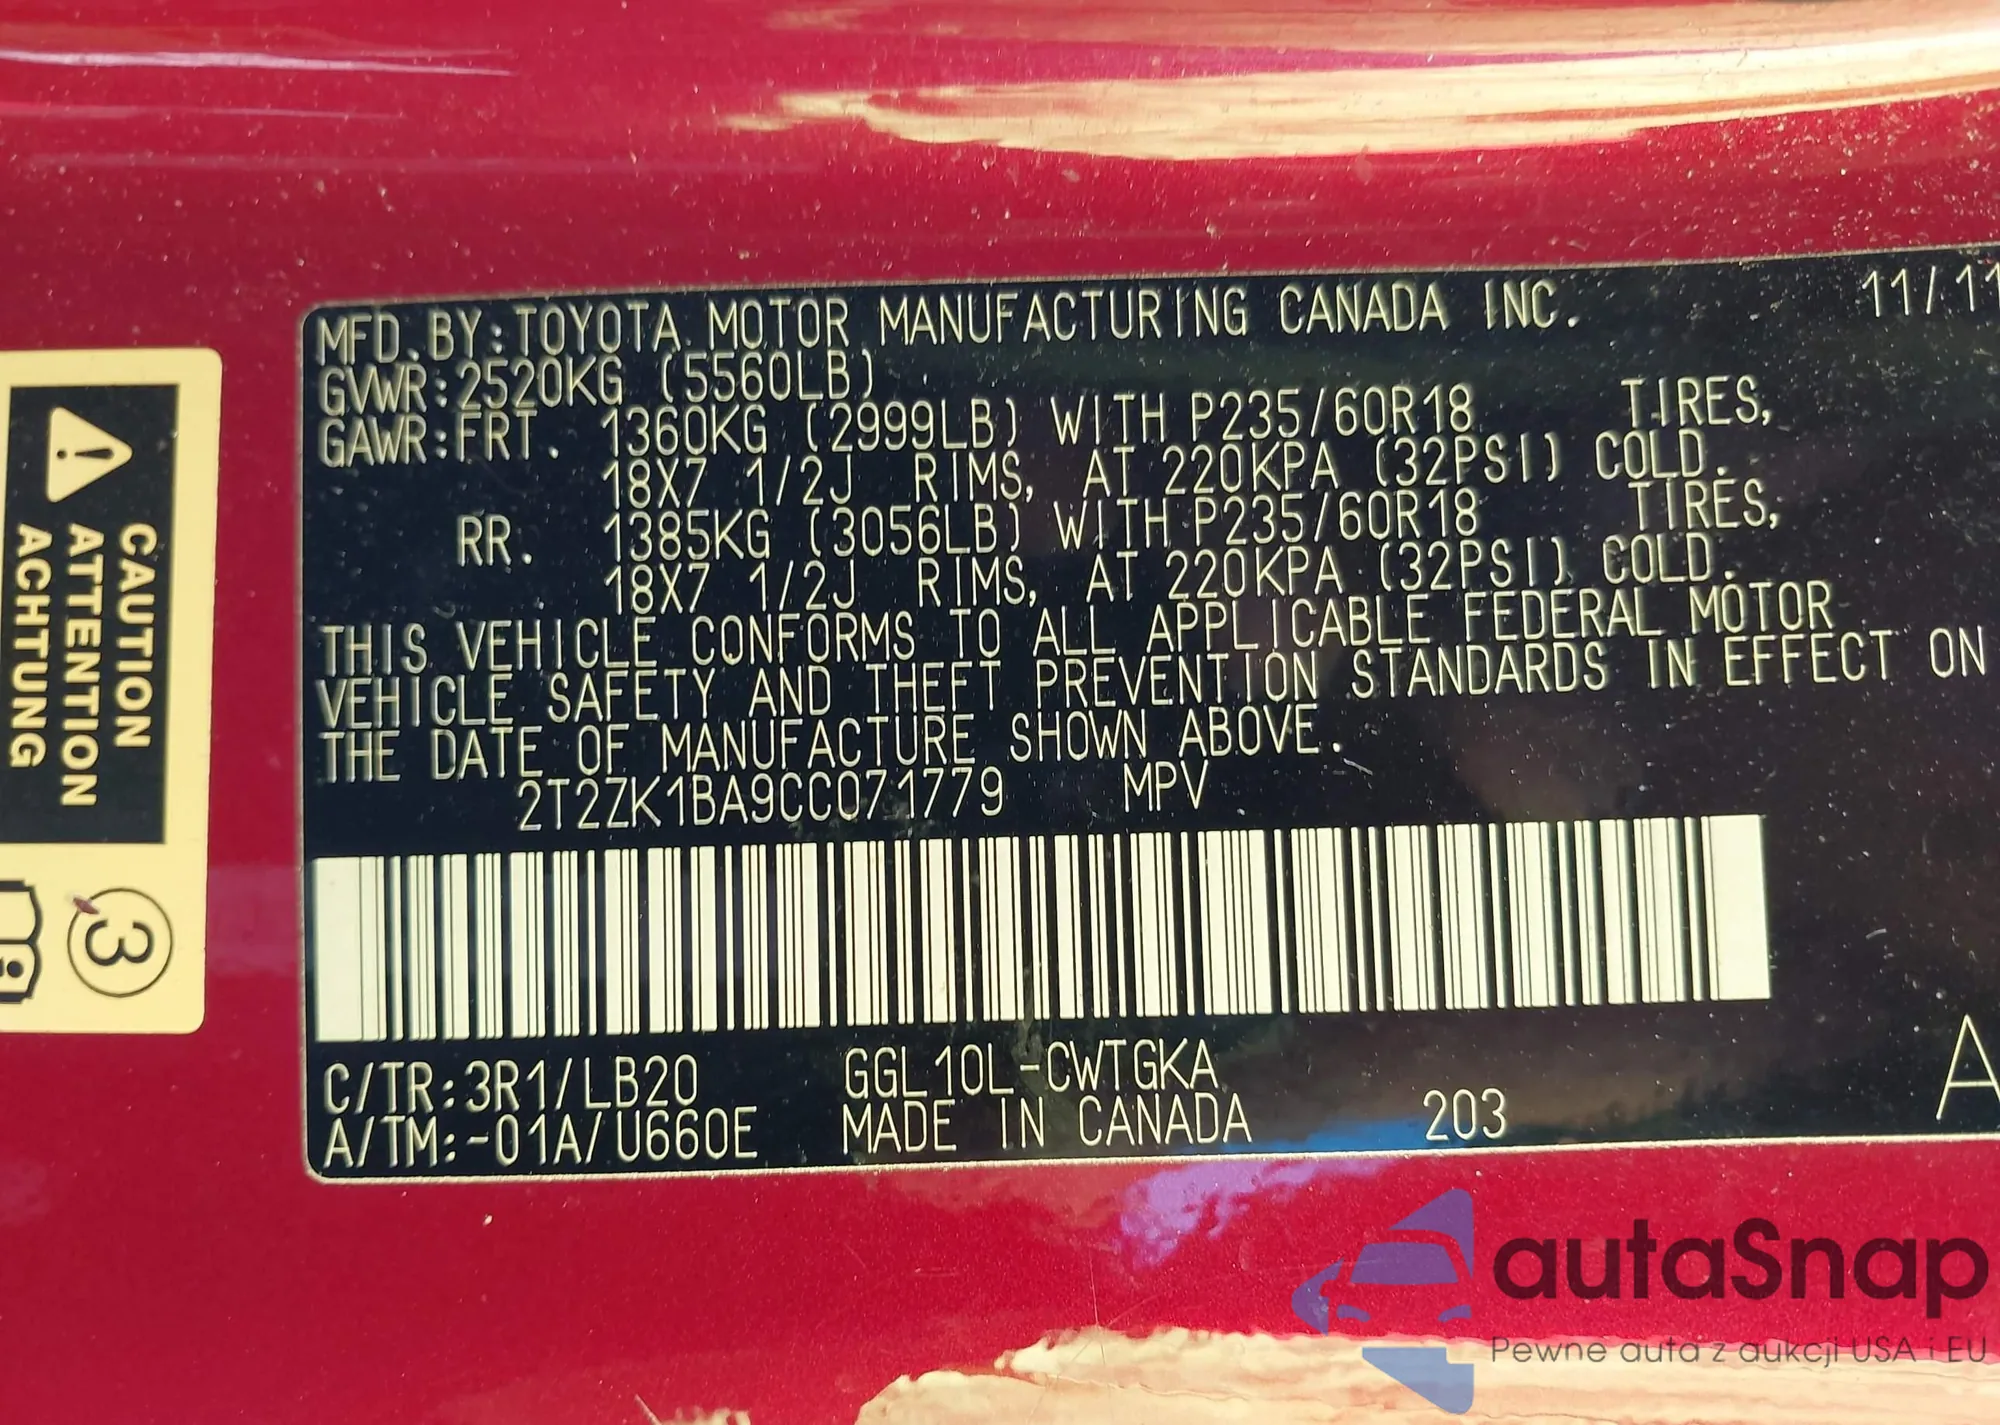 MFD. BY: TOYOTA MOTOR MANUFACTURING CANADA INC. 11/11
GVWR: 2520KG (5560LB)
GAWR: FRT. 1360KG (2999LB) WITH P235/60R18 TIRES,
18X7 1/2J RIMS, AT 220KPA (32PSI) COLD.
RR. 1385KG (3056LB) WITH P235/60R18 TIRES,
18X7 1/2J RIMS, AT 220KPA (32PSI) COLD.
THIS VEHICLE CONFORMS TO ALL APPLICABLE FEDERAL MOTOR
VEHICLE SAFETY AND THEFT PREVENTION STANDARDS IN EFFECT ON
THE DATE OF MANUFACTURE SHOWN ABOVE.
2T2ZK1BA9CC071779 MPV
C/TR: 3R1/LB20 GGL10L-CWTGKA
A/TM: -01A/U660E MADE IN CANADA 203 A
CAUTION
ATTENTION
ACHTUNG
3
autaSnap
Pewne auta z aukcji USA i EU